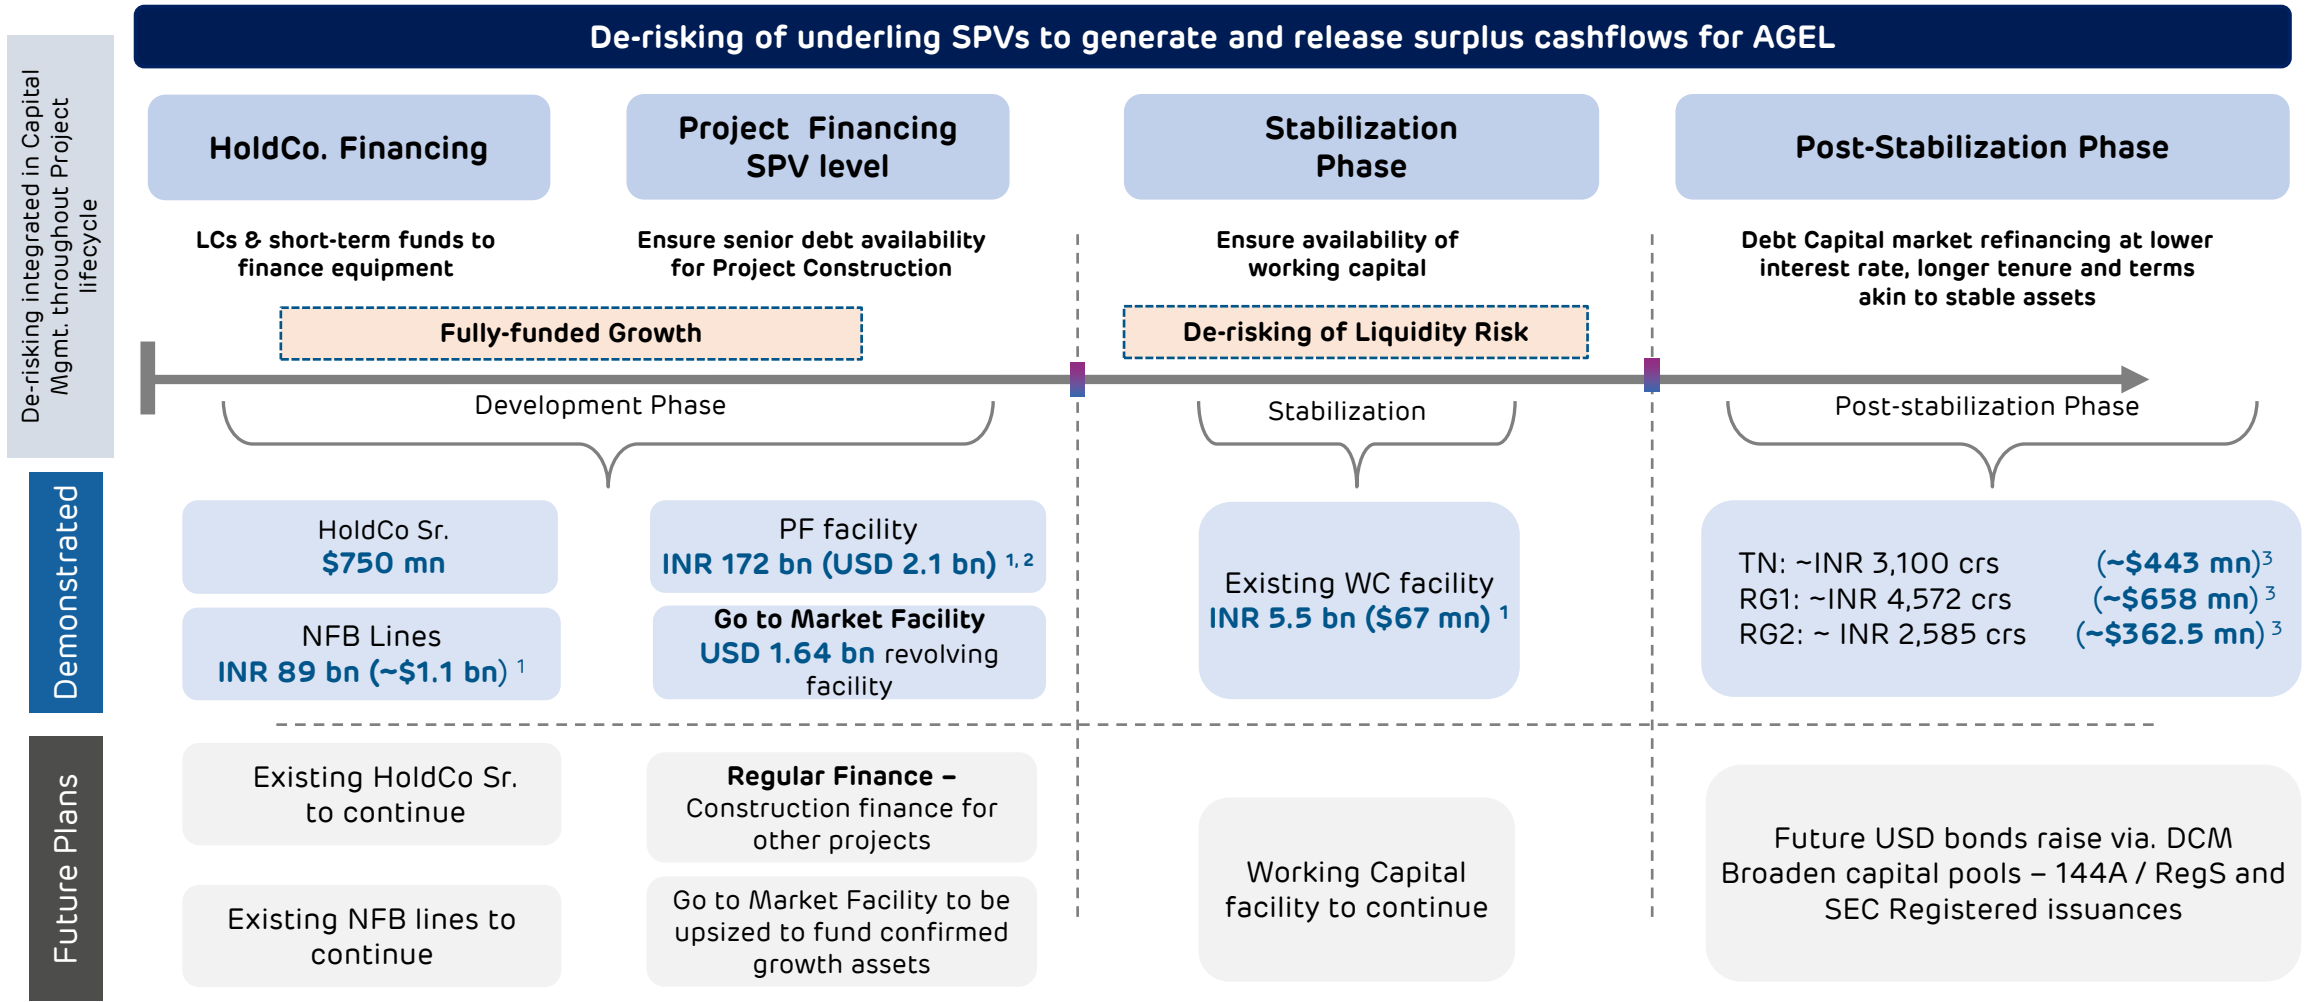 De-risking of underling SPVs to generate and release surplus cashflows for AGEL
De-risking integrated in Capital
Mgmt. throughout Project
lifecycle
HoldCo. Financing
Project Financing
SPV level
Stabilization
Phase
Post-Stabilization Phase
LCs & short-term funds to
finance equipment
Ensure senior debt availability
for Project Construction
Ensure availability of
working capital
Debt Capital market refinancing at lower
interest rate, longer tenure and terms
akin to stable assets
Fully-funded Growth
De-risking of Liquidity Risk
Development Phase
Stabilization
Post-stabilization Phase
Demonstrated
HoldCo Sr.
$750 mn
NFB Lines
INR 89 bn (~$1.1 bn) 1
PF facility
INR 172 bn (USD 2.1 bn) 1, 2
Go to Market Facility
USD 1.64 bn revolving
facility
Existing WC facility
INR 5.5 bn ($67 mn) 1
TN: ~INR 3,100 crs (~$443 mn)3
RG1: ~INR 4,572 crs (~$658 mn) 3
RG2: ~ INR 2,585 crs (~$362.5 mn) 3
Future Plans
Existing HoldCo Sr.
to continue
Existing NFB lines to
continue
Regular Finance –
Construction finance for
other projects
Go to Market Facility to be
upsized to fund confirmed
growth assets
Working Capital
facility to continue
Future USD bonds raise via. DCM
Broaden capital pools – 144A / RegS and
SEC Registered issuances